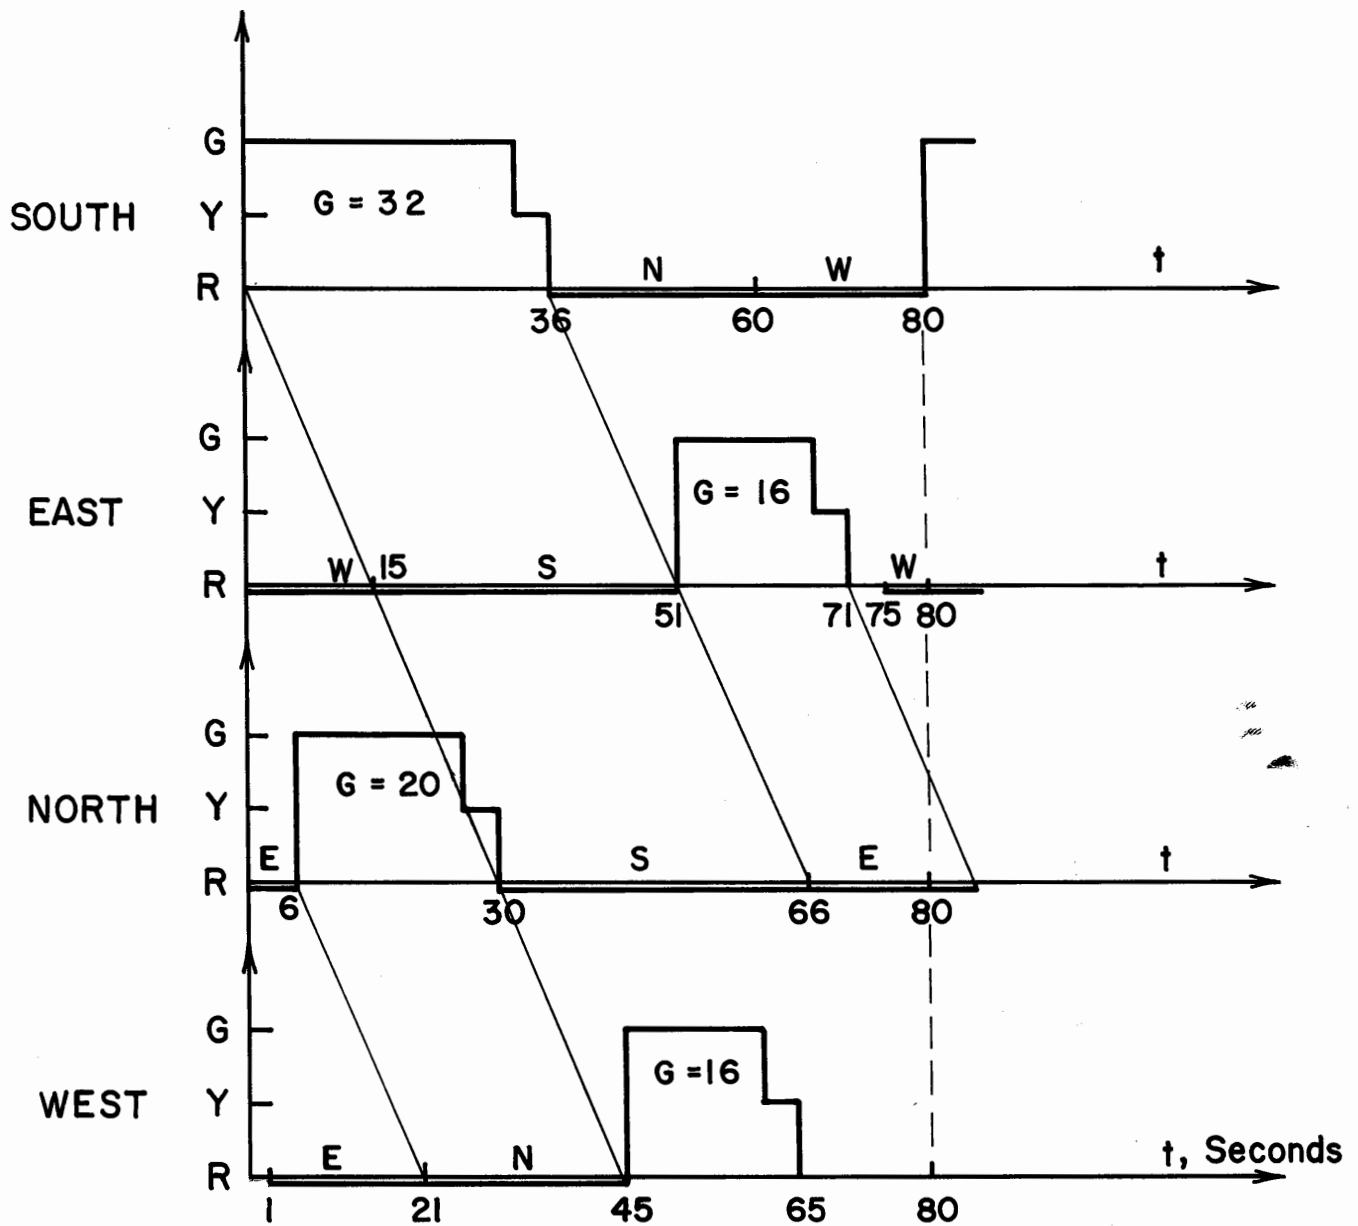 G
G = 32
SOUTH Y
N W t
R
36 60 80
G
G = 16
EAST Y
W 15 S W t
R
51 71 75 80
G
G = 20
NORTH Y
E S E t
R
6 30 66 80
G
G =16
WEST Y
E N t, Seconds
R
1 21 45 65 80